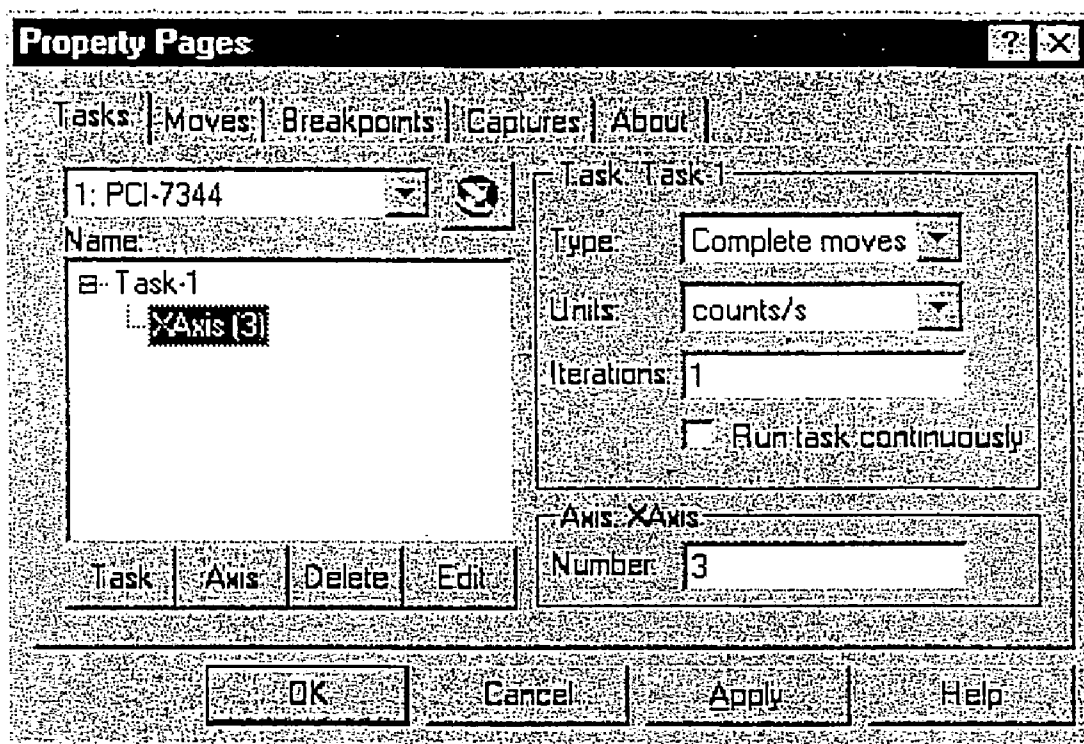 Property Pages
Tasks Moves Breakpoints Captures About
1: PCI-7344
Name:
Task-1
XAxis (3)
Task Axis Delete Edit
Task: Task-1
Type: Complete moves
Units: counts/s
Iterations: 1
Run task continuously
Axis: XAxis
Number: 3
OK Cancel Apply Help